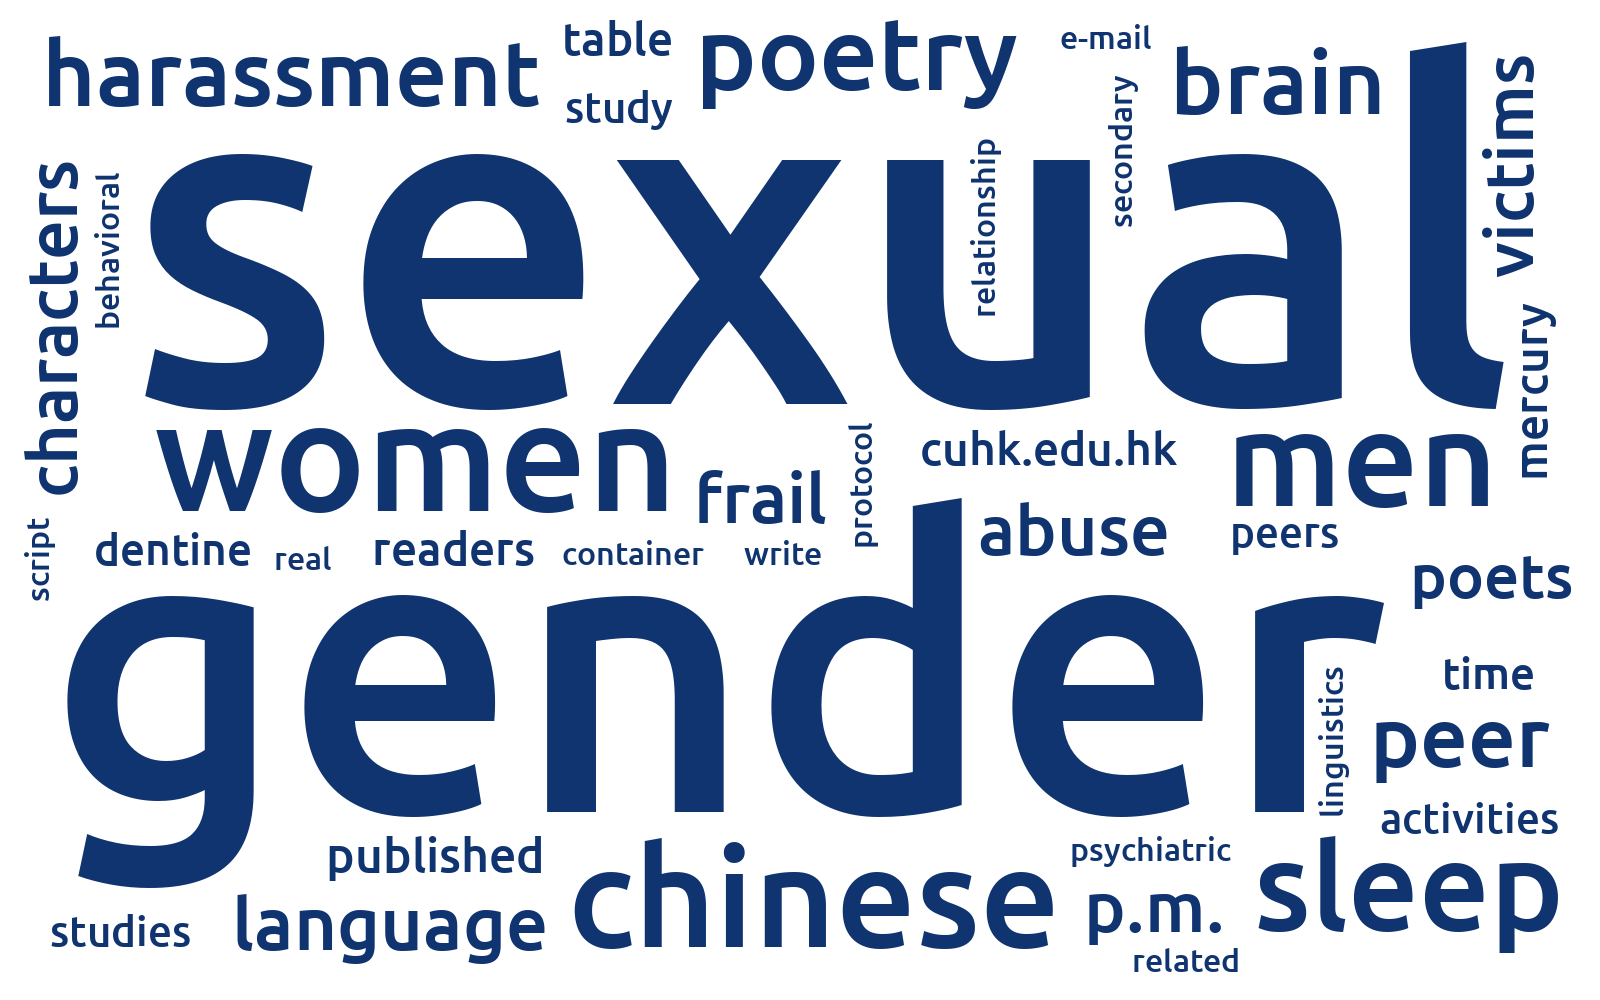 harassment
table
poetry
e-mail
study
brain
victims
secondary
relationship
characters
behavioral
sexual
mercury
women
frail
protocol
cuhk.edu.hk
men
script
dentine
real
readers
container
write
abuse
peers
poets
gender
time
linguistics
peer
activities
published
chinese
psychiatric
sleep
studies
language
p.m.
related